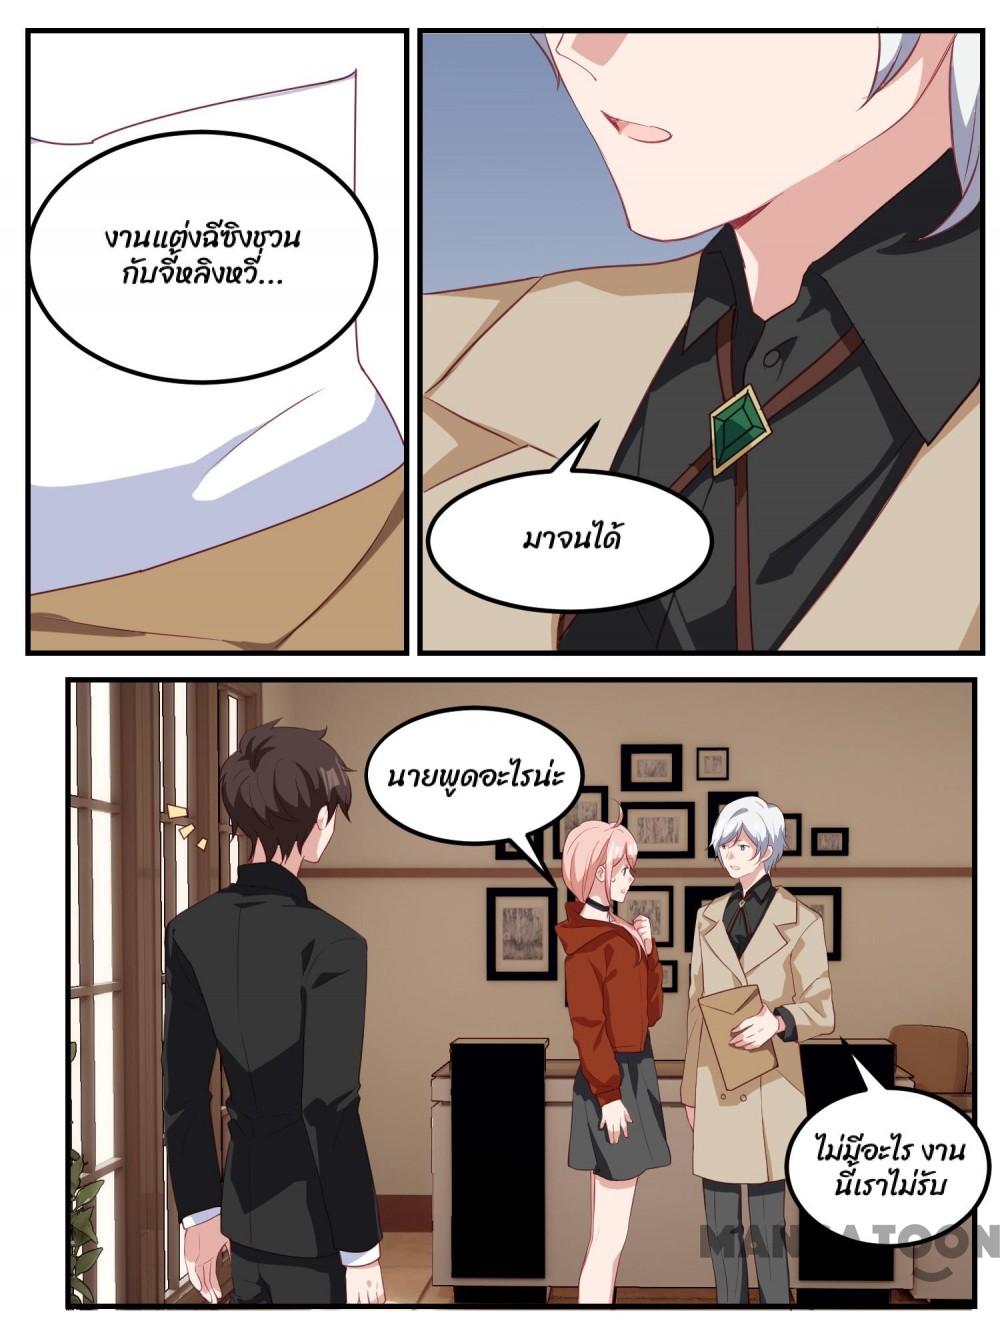 งานแต่งฉีซิงชวน
กับจี้หลิงหวี่...
มาจนได้
นายพูดอะไรน่ะ
ไม่มีอะไร งาน
นี้เราไม่รับ
MANGATOON